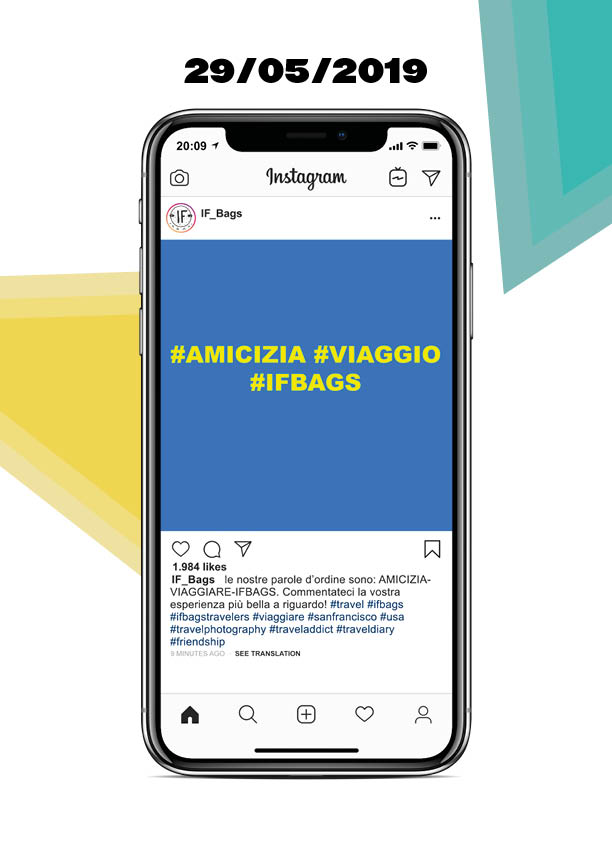 29/05/2019
20:09
Instagram
IF
IF_Bags
#AMICIZIA #VIAGGIO
#IFBAGS
1.984 likes
IF_Bags le nostre parole d'ordine sono: AMICIZIA-
VIAGGIARE-IFBAGS. Commentateci la vostra
esperienza più bella a riguardo! #travel #ifbags
#ifbagstravelers #viaggiare #sanfrancisco #usa
#travelphotography #traveladdict #traveldiary
#friendship
MINUTES AGO · SEE TRANSLATION